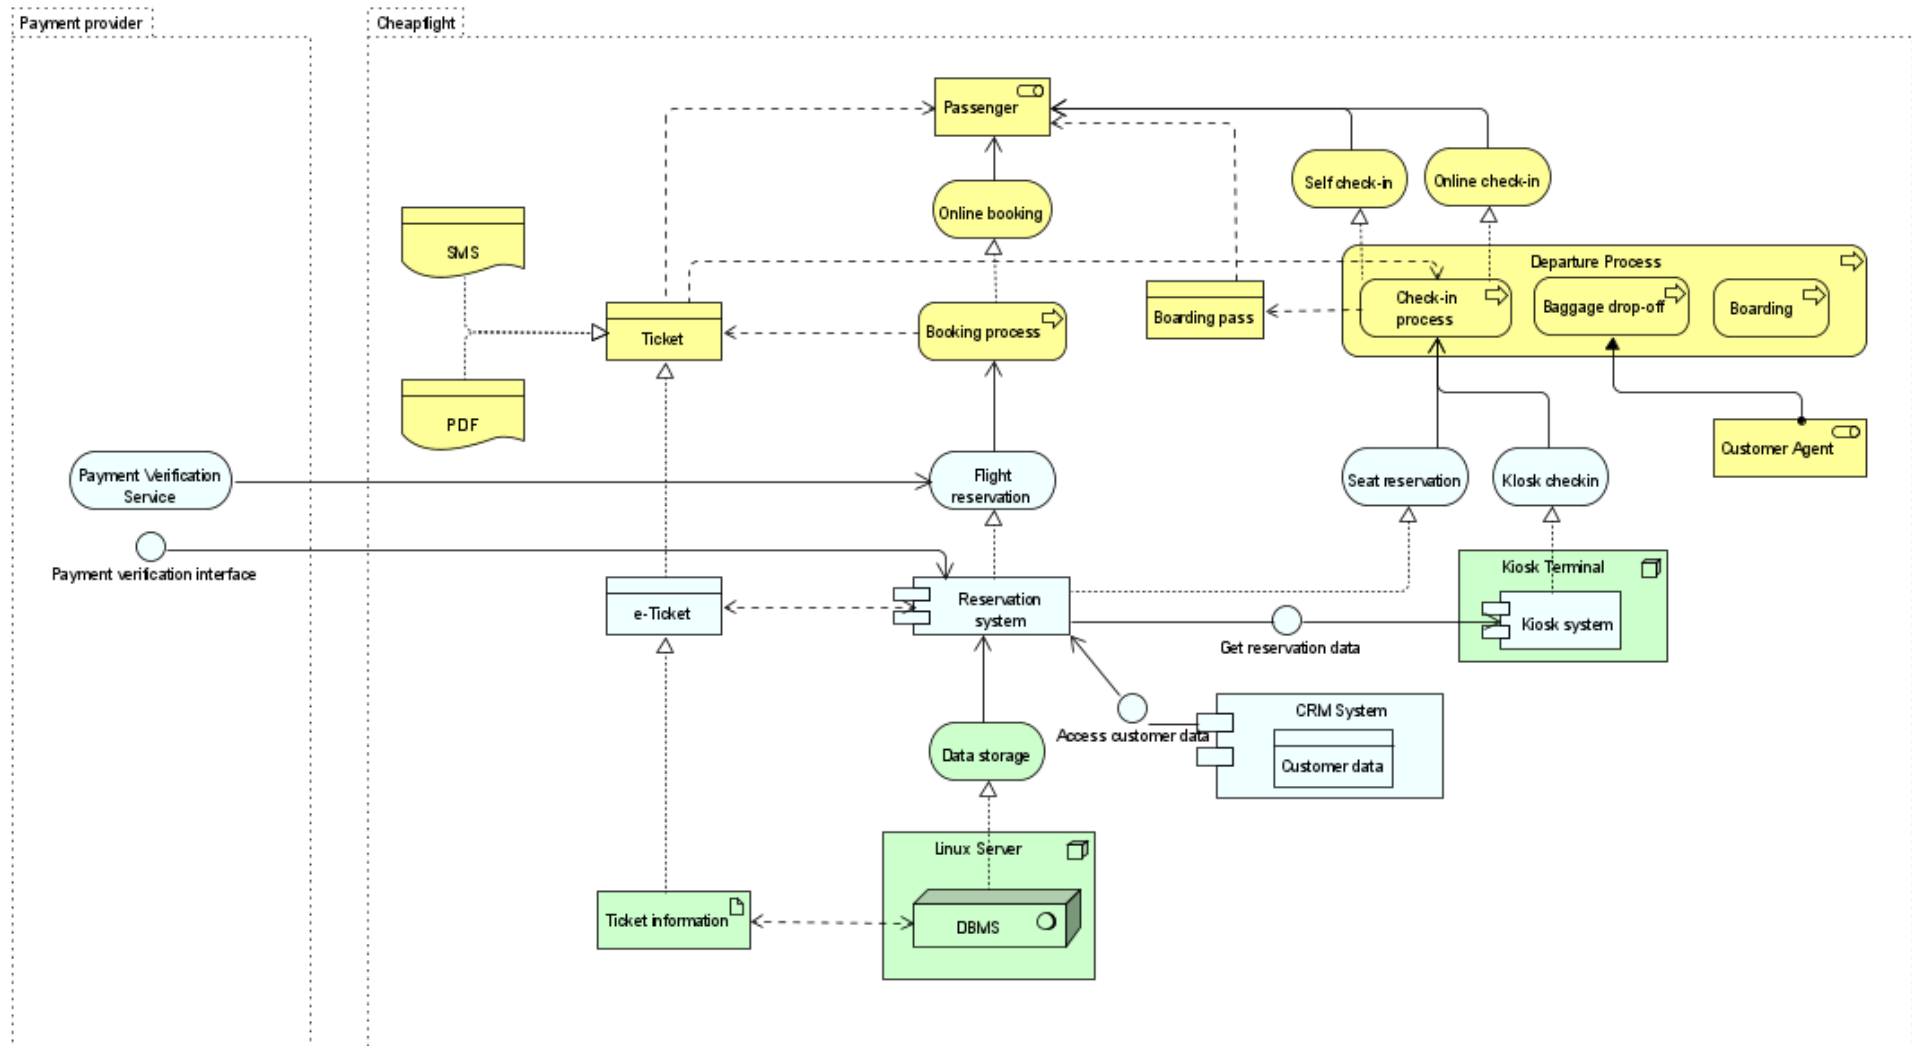 Payment provider
Cheapflight
Passenger
Self check-in
Online check-in
Online booking
SMS
Departure Process
Check-in
process
Baggage drop-off
Boarding
Boarding pass
Booking process
Ticket
PDF
Customer Agent
Payment Verification
Service
Flight
reservation
Seat reservation
KIosk checkin
Payment verification interface
Kiosk Terminal
e-Ticket
Reservation
system
Kiosk system
Get reservation data
CRM System
Access customer data
Data storage
Customer data
Linux Server
Ticket information
DBMS